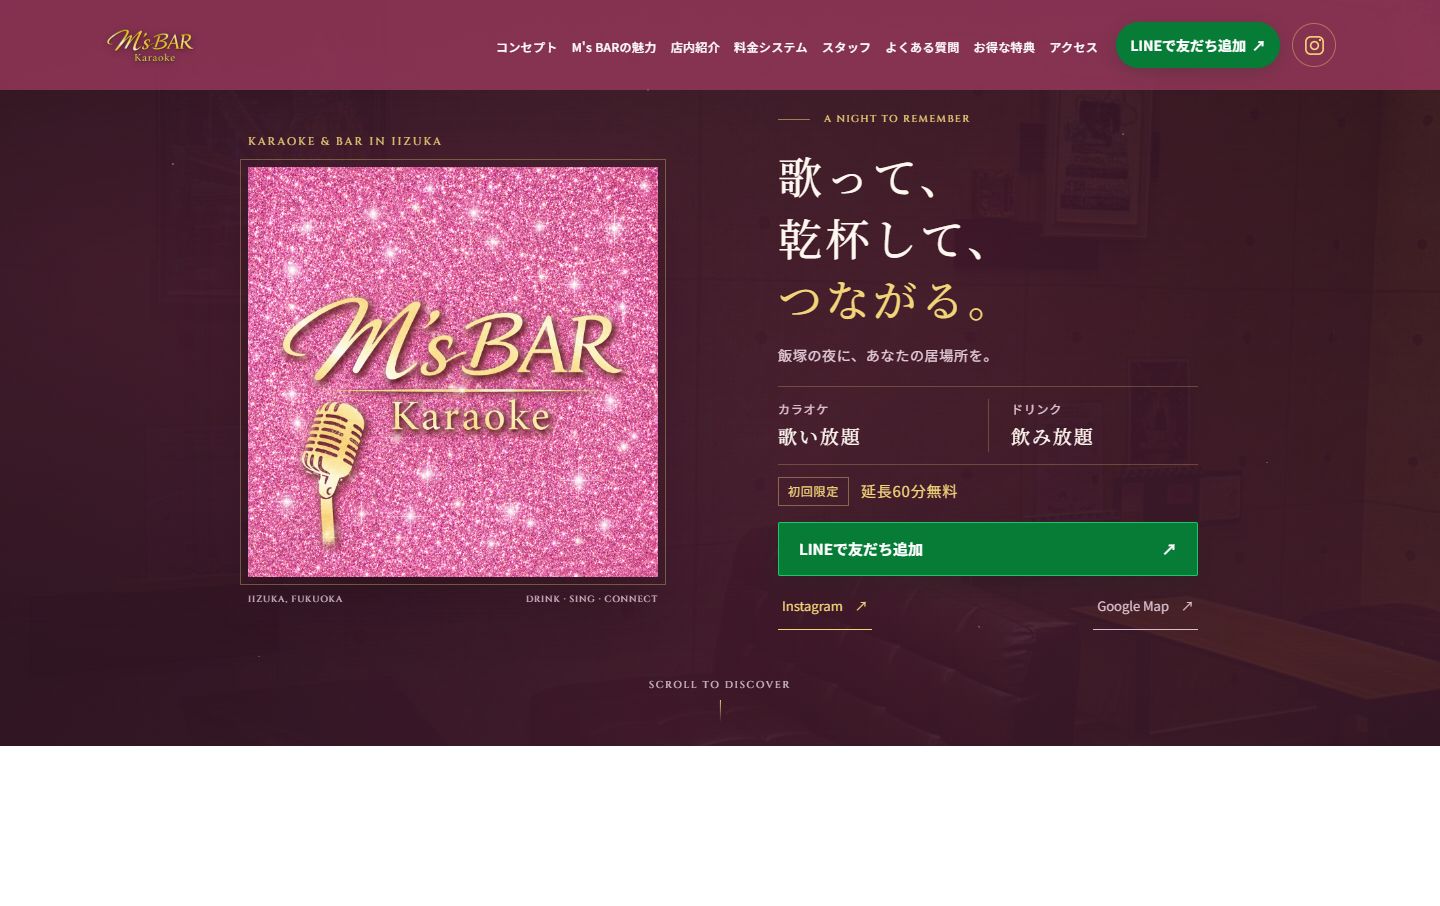 M's BAR
Karaoke
コンセプト M's BARの魅力 店内紹介 料金システム スタッフ よくある質問 お得な特典 アクセス LINEで友だち追加 ↗
KARAOKE & BAR IN IIZUKA
M's BAR
Karaoke
IIZUKA, FUKUOKA DRINK · SING · CONNECT
A NIGHT TO REMEMBER
歌って、
乾杯して、
つながる。
飯塚の夜に、あなたの居場所を。
カラオケ ドリンク
歌い放題 飲み放題
初回限定 延長60分無料
LINEで友だち追加 ↗
Instagram ↗ Google Map ↗
SCROLL TO DISCOVER